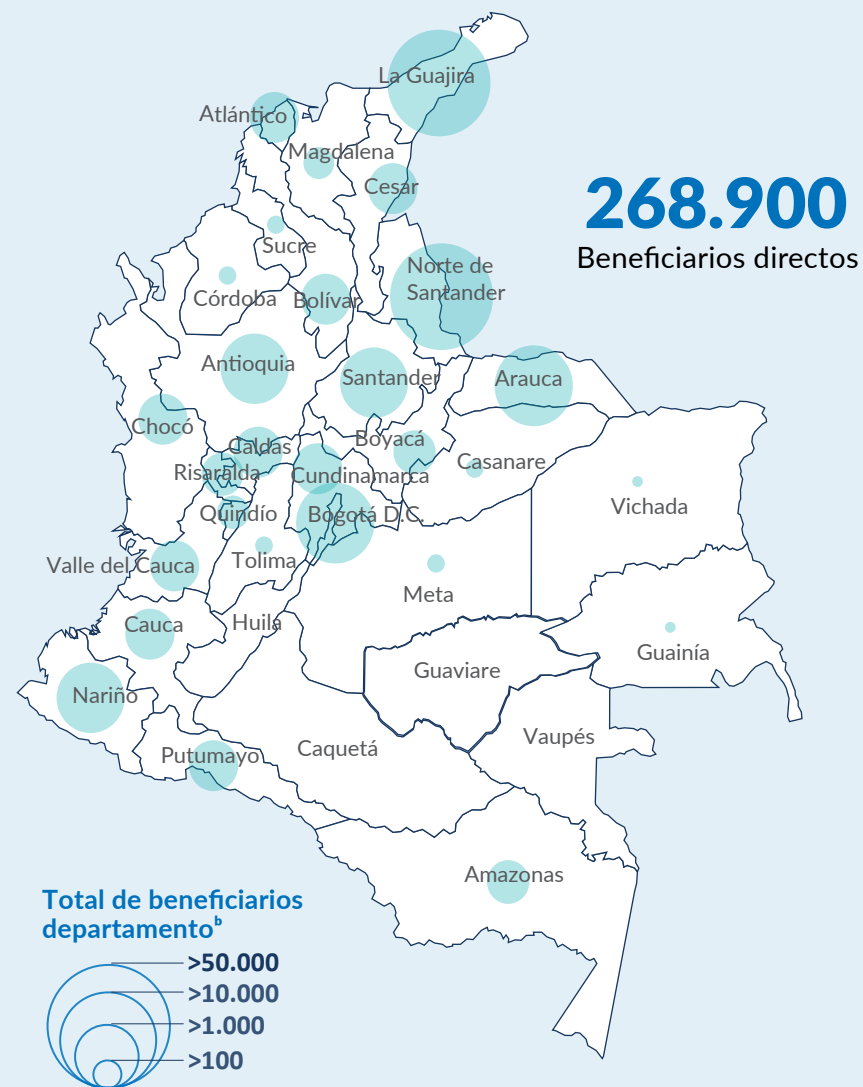 La Guajira
Atlántico
Magdalena
Cesar
268.900
Beneficiarios directos
Sucre
Norte de
Santander
Córdoba
Bolívar
Antioquia
Santander
Arauca
Chocó
Caldas
Boyacá
Risaralda
Cundinamarca
Casanare
Quindío
Bogotá D.C.
Vichada
Valle del Cauca
Tolima
Meta
Cauca
Huila
Guainía
Guaviare
Nariño
Vaupés
Putumayo
Caquetá
Amazonas
Total de beneficiarios
departamentoᵇ
>50.000
>10.000
>1.000
>100